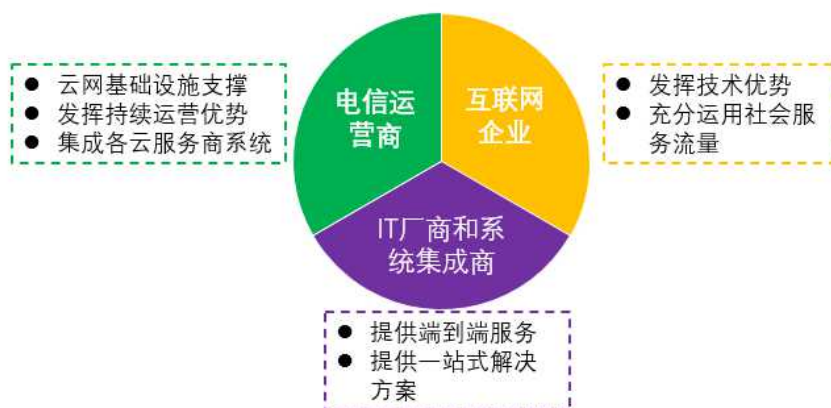 ● 云网基础设施支撑
● 发挥持续运营优势
● 集成各云服务商系统
电信运
营商
互联网
企业
● 发挥技术优势
● 充分运用社会服
务流量
IT厂商和系
统集成商
● 提供端到端服务
● 提供一站式解决
方案